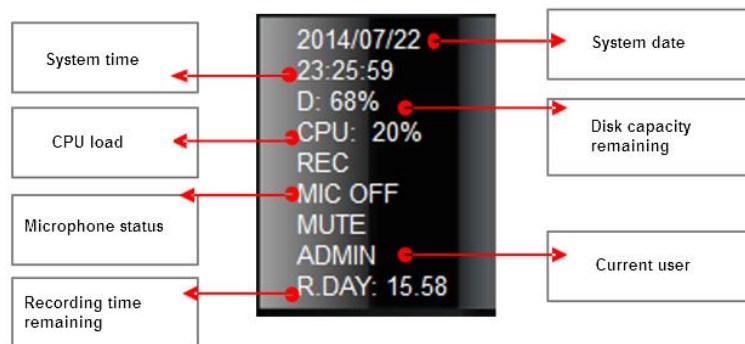 System time
CPU load
Microphone status
Recording time
remaining
2014/07/22
23:25:59
D: 68%
CPU: 20%
REC
MIC OFF
MUTE
ADMIN
R.DAY: 15.58
System date
Disk capacity
remaining
Current user